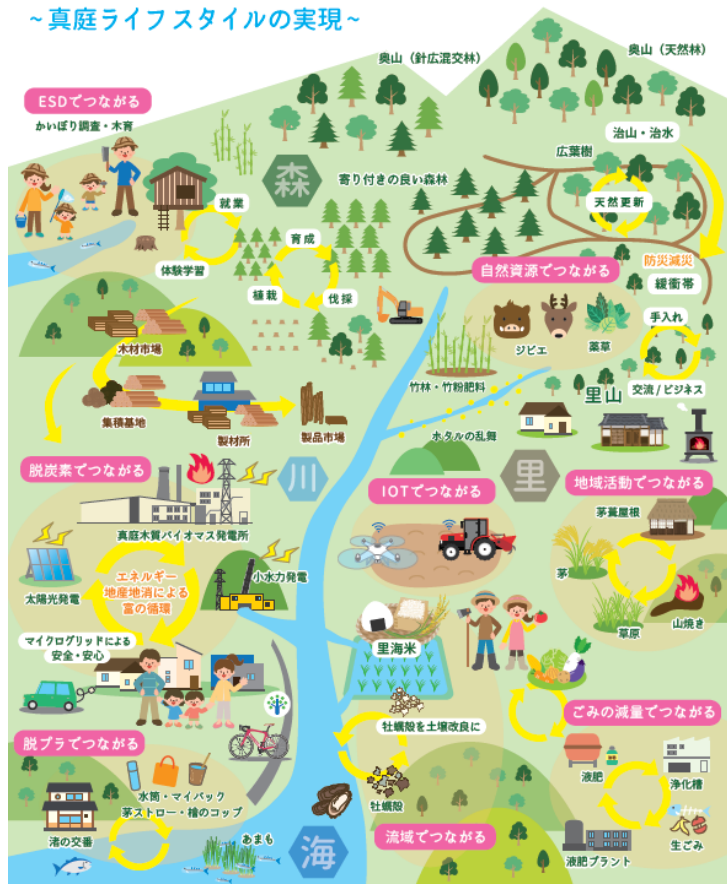 ~真庭ライフスタイルの実現~
奥山（針広混交林）
奥山（天然林）
ESDでつながる
かいぼり調査・木育
治山・治水
広葉樹
森
寄り付きの良い森林
天然更新
就業
体験学習
育成
植栽
伐採
自然資源でつながる
防災減災
緩衝帯
ジビエ
薬草
手入れ
交流/ビジネス
里山
木材市場
竹林・竹粉肥料
集積基地
製材所
製品市場
ホタルの乱舞
脱炭素でつながる
川
IOTでつながる
里
地域活動でつながる
真庭木質バイオマス発電所
茅葺屋根
茅
太陽光発電
エネルギー
地産地消による
富の循環
小水力発電
草原
山焼き
マイクログリッドによる
安全・安心
里海米
ごみの減量でつながる
牡蠣殻を土壌改良に
脱プラでつながる
液肥
浄化槽
水筒・マイバック
茅ストロー・檜のコップ
牡蠣殻
渚の交番
あまも
海
流域でつながる
液肥プラント
生ごみ